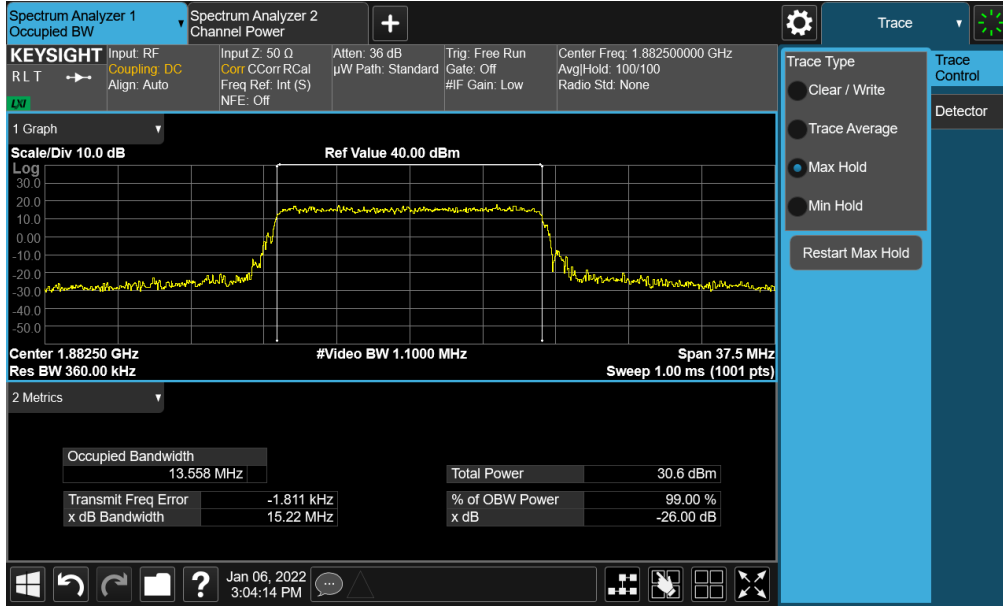 Spectrum Analyzer 1
Occupied BW
Spectrum Analyzer 2
Channel Power
Trace
KEYSIGHT
R L T
LXI
Input: RF
Coupling: DC
Align: Auto
Input Z: 50 Ω
Corr CCorr RCal
Freq Ref: Int (S)
NFE: Off
Atten: 36 dB
µW Path: Standard
Trig: Free Run
Gate: Off
#IF Gain: Low
Center Freq: 1.882500000 GHz
Avg|Hold: 100/100
Radio Std: None
Trace Type
Clear / Write
Trace Average
Max Hold
Min Hold
Restart Max Hold
Trace
Control
Detector
1 Graph
Scale/Div 10.0 dB
Ref Value 40.00 dBm
Log
30.0
20.0
10.0
0.00
-10.0
-20.0
-30.0
-40.0
-50.0
Center 1.88250 GHz
#Video BW 1.1000 MHz
Span 37.5 MHz
Res BW 360.00 kHz
Sweep 1.00 ms (1001 pts)
2 Metrics
Occupied Bandwidth
13.558 MHz
Total Power 30.6 dBm
Transmit Freq Error -1.811 kHz
% of OBW Power 99.00 %
x dB Bandwidth 15.22 MHz
x dB -26.00 dB
?
Jan 06, 2022
3:04:14 PM